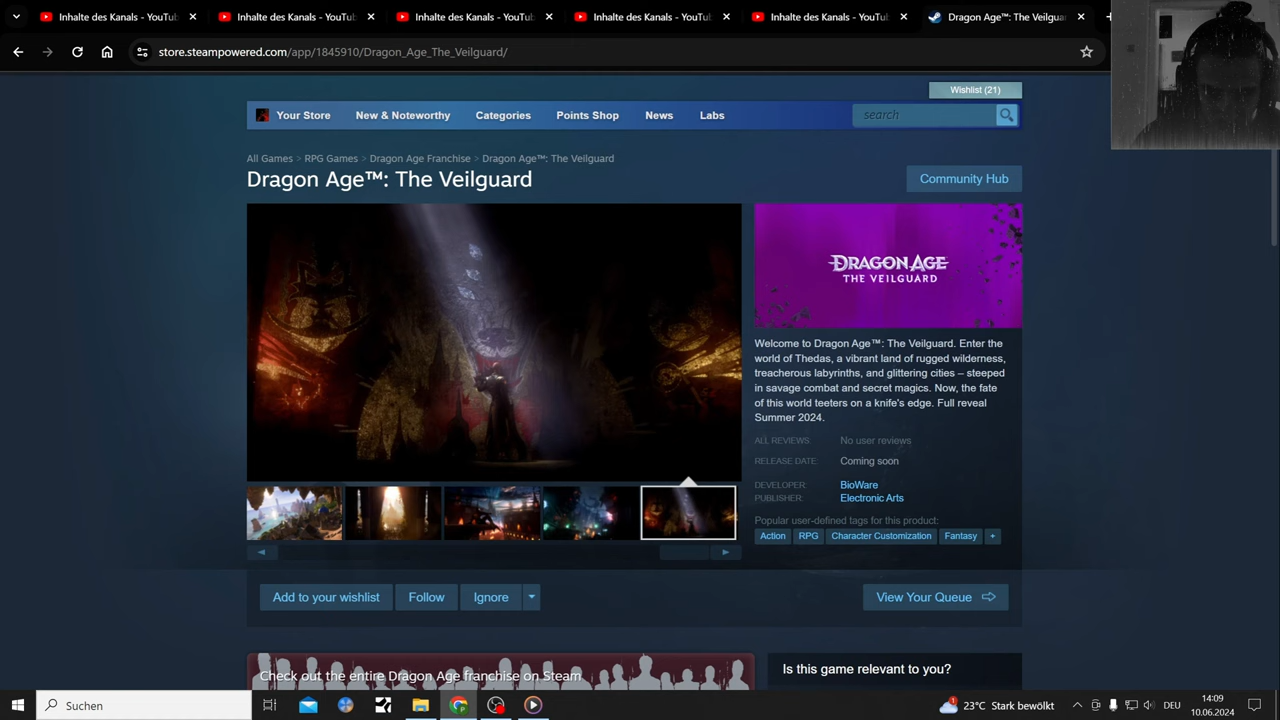 Inhalte des Kanals - YouTub
Inhalte des Kanals - YouTub
Inhalte des Kanals - YouTub
Inhalte des Kanals - YouTub
Inhalte des Kanals - YouTub
Dragon Age™: The Veilguard
store.steampowered.com/app/1845910/Dragon_Age_The_Veilguard/
Wishlist (21)
Your Store
New & Noteworthy
Categories
Points Shop
News
Labs
search
All Games > RPG Games > Dragon Age Franchise > Dragon Age™: The Veilguard
Dragon Age™: The Veilguard
Community Hub
DRAGON AGE
THE VEILGUARD
Welcome to Dragon Age™: The Veilguard. Enter the
world of Thedas, a vibrant land of rugged wilderness,
treacherous labyrinths, and glittering cities – steeped
in savage combat and secret magics. Now, the fate
of this world teeters on a knife's edge. Full reveal
Summer 2024.
ALL REVIEWS: No user reviews
RELEASE DATE: Coming soon
DEVELOPER: BioWare
PUBLISHER: Electronic Arts
Popular user-defined tags for this product:
Action RPG Character Customization Fantasy +
Add to your wishlist
Follow
Ignore
View Your Queue
Check out the entire Dragon Age franchise on Steam
Is this game relevant to you?
Suchen
1
23°C Stark bewölkt
DEU
14:09
10.06.2024